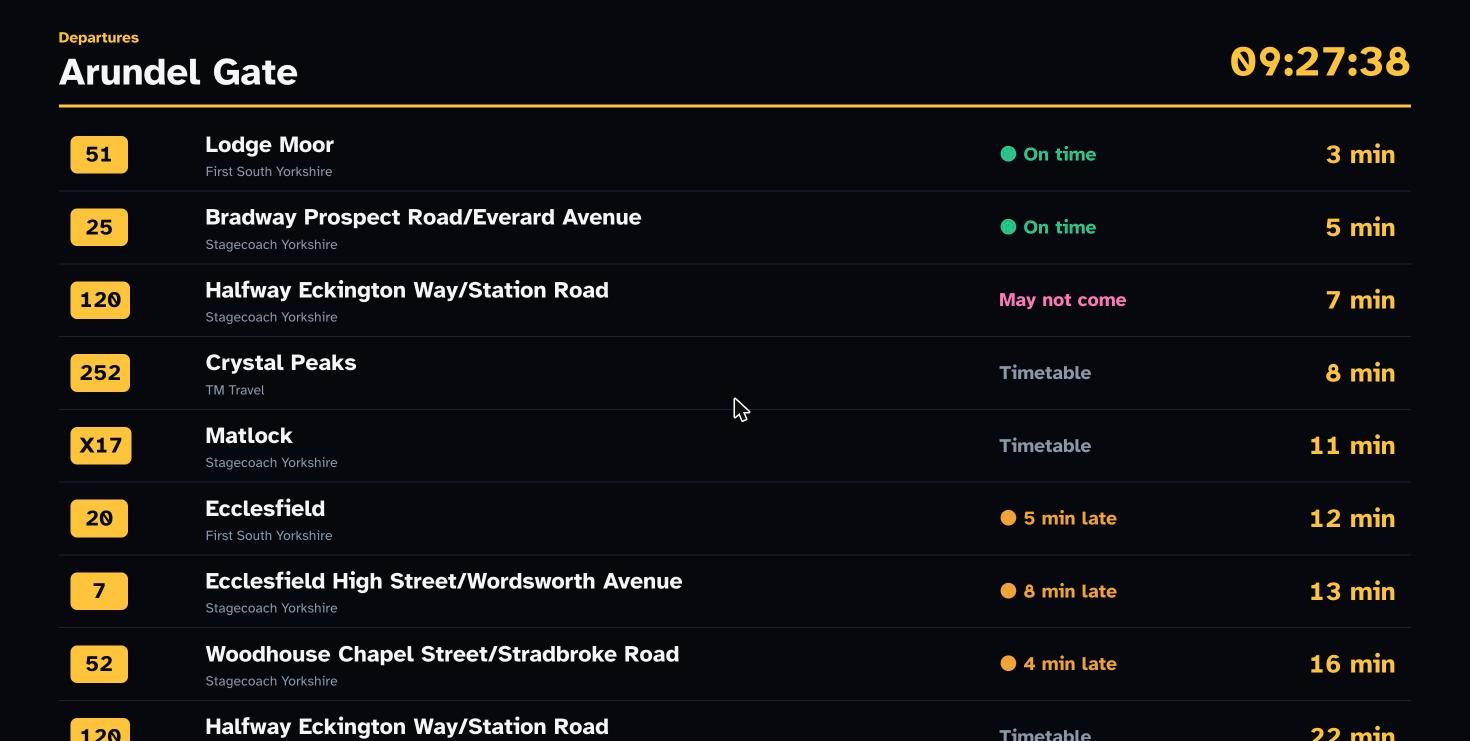 Departures
Arundel Gate
09:27:38
51 Lodge Moor On time 3 min
First South Yorkshire
25 Bradway Prospect Road/Everard Avenue On time 5 min
Stagecoach Yorkshire
120 Halfway Eckington Way/Station Road May not come 7 min
Stagecoach Yorkshire
252 Crystal Peaks Timetable 8 min
TM Travel
X17 Matlock Timetable 11 min
Stagecoach Yorkshire
20 Ecclesfield 5 min late 12 min
First South Yorkshire
7 Ecclesfield High Street/Wordsworth Avenue 8 min late 13 min
Stagecoach Yorkshire
52 Woodhouse Chapel Street/Stradbroke Road 4 min late 16 min
Stagecoach Yorkshire
120 Halfway Eckington Way/Station Road Timetable 22 min